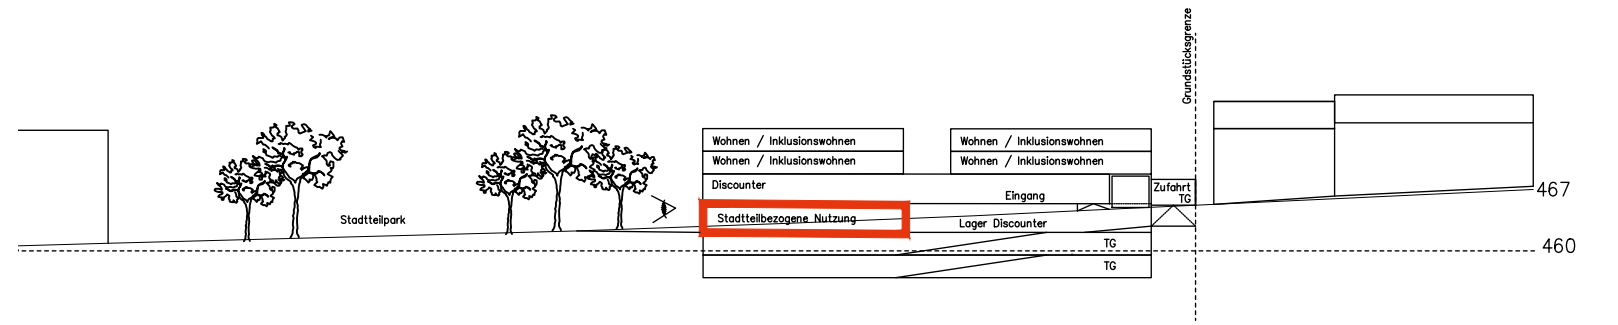 Grundstücksgrenze
Wohnen / Inklusionswohnen
Wohnen / Inklusionswohnen
Wohnen / Inklusionswohnen
Wohnen / Inklusionswohnen
Discounter
Eingang
Zufahrt
TG
467
Stadtteilpark
Stadtteilbezogene Nutzung
Lager Discounter
TG
460
TG